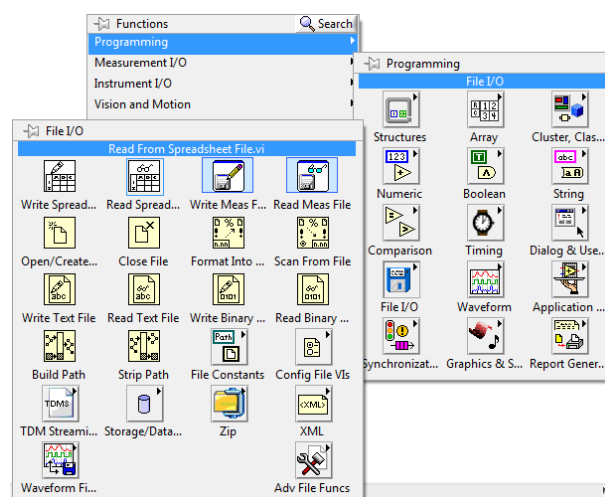 Functions
Search
Programming
Measurement I/O
Instrument I/O
Vision and Motion
Programming
File I/O
Structures
Array
Cluster, Clas...
Numeric
Boolean
String
Comparison
Timing
Dialog & Use...
File I/O
Waveform
Application ...
Synchronizat...
Graphics & S...
Report Gener...
File I/O
Read From Spreadsheet File.vi
Write Spread...
Read Spread...
Write Meas F...
Read Meas File
Open/Create...
Close File
Format Into ...
Scan From File
Write Text File
Read Text File
Write Binary ...
Read Binary ...
Build Path
Strip Path
File Constants
Config File VIs
TDM Streami...
Storage/Data...
Zip
XML
Waveform Fi...
Adv File Funcs